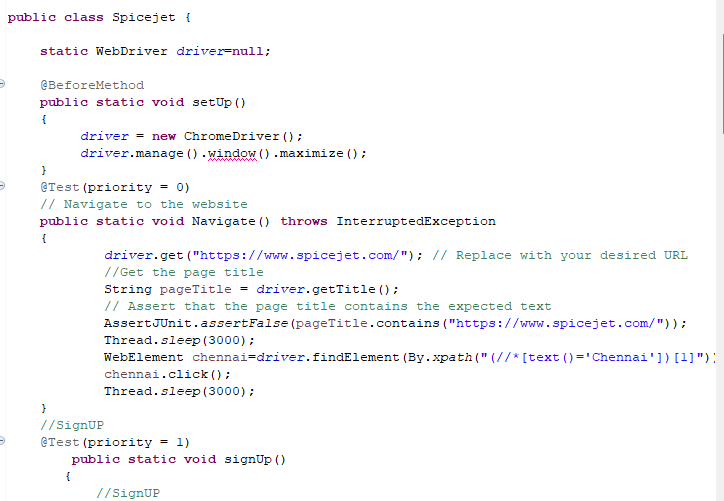 public class Spicejet {
static WebDriver driver=null;
@BeforeMethod
public static void setUp()
{
driver = new ChromeDriver();
driver.manage().window().maximize();
}
@Test(priority = 0)
// Navigate to the website
public static void Navigate() throws InterruptedException
{
driver.get("https://www.spicejet.com/"); // Replace with your desired URL
//Get the page title
String pageTitle = driver.getTitle();
// Assert that the page title contains the expected text
AssertJUnit.assertFalse(pageTitle.contains("https://www.spicejet.com/"));
Thread.sleep(3000);
WebElement chennai=driver.findElement(By.xpath("(//*[text()='Chennai'])[1]"));
chennai.click();
Thread.sleep(3000);
}
//SignUP
@Test(priority = 1)
public static void signUp()
{
//SignUP